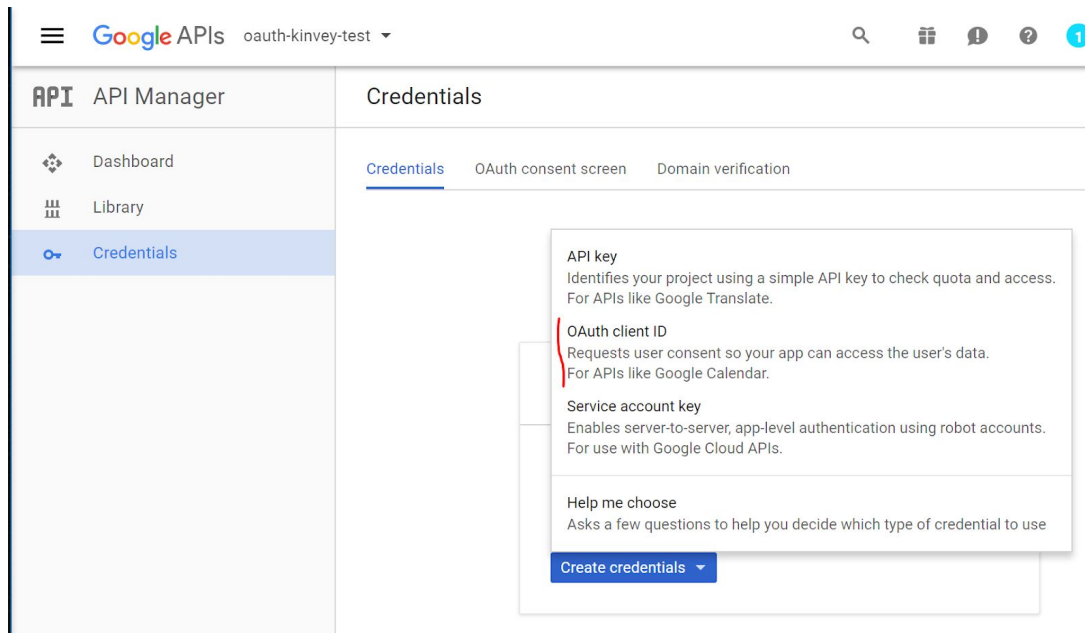 Google APIs oauth-kinvey-test 1
API API Manager
Credentials
Dashboard
Library
Credentials
Credentials OAuth consent screen Domain verification
API key
Identifies your project using a simple API key to check quota and access.
For APIs like Google Translate.
OAuth client ID
Requests user consent so your app can access the user's data.
For APIs like Google Calendar.
Service account key
Enables server-to-server, app-level authentication using robot accounts.
For use with Google Cloud APIs.
Help me choose
Asks a few questions to help you decide which type of credential to use
Create credentials